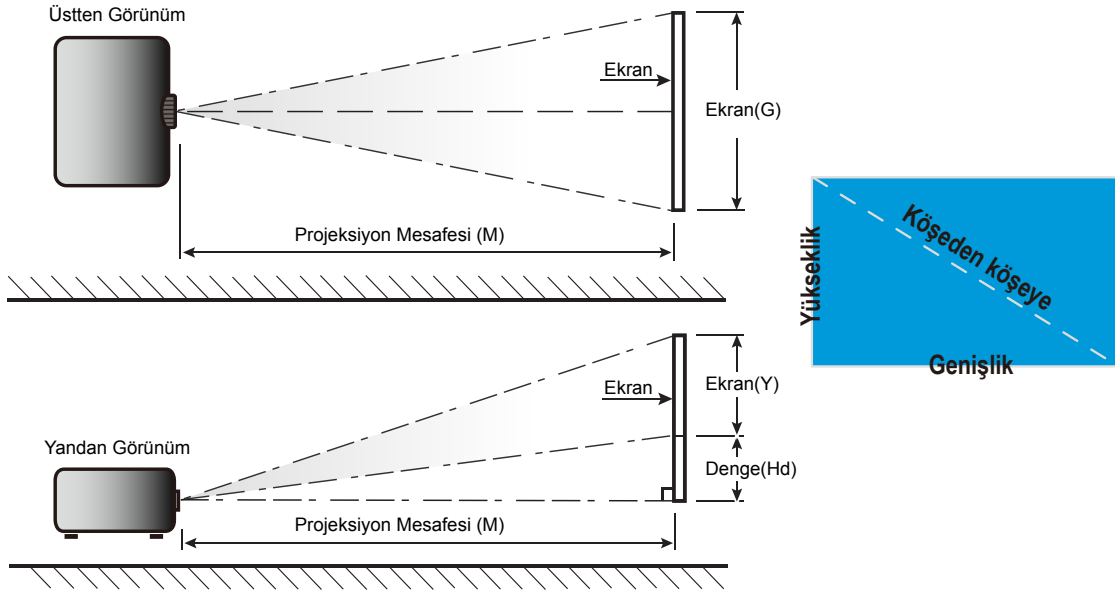 Üstten Görünüm
Ekran
Ekran(G)
Projeksiyon Mesafesi (M)
Yükseklik
Köşeden köşeye
Genişlik
Ekran
Ekran(Y)
Yandan Görünüm
Denge(Hd)
Projeksiyon Mesafesi (M)